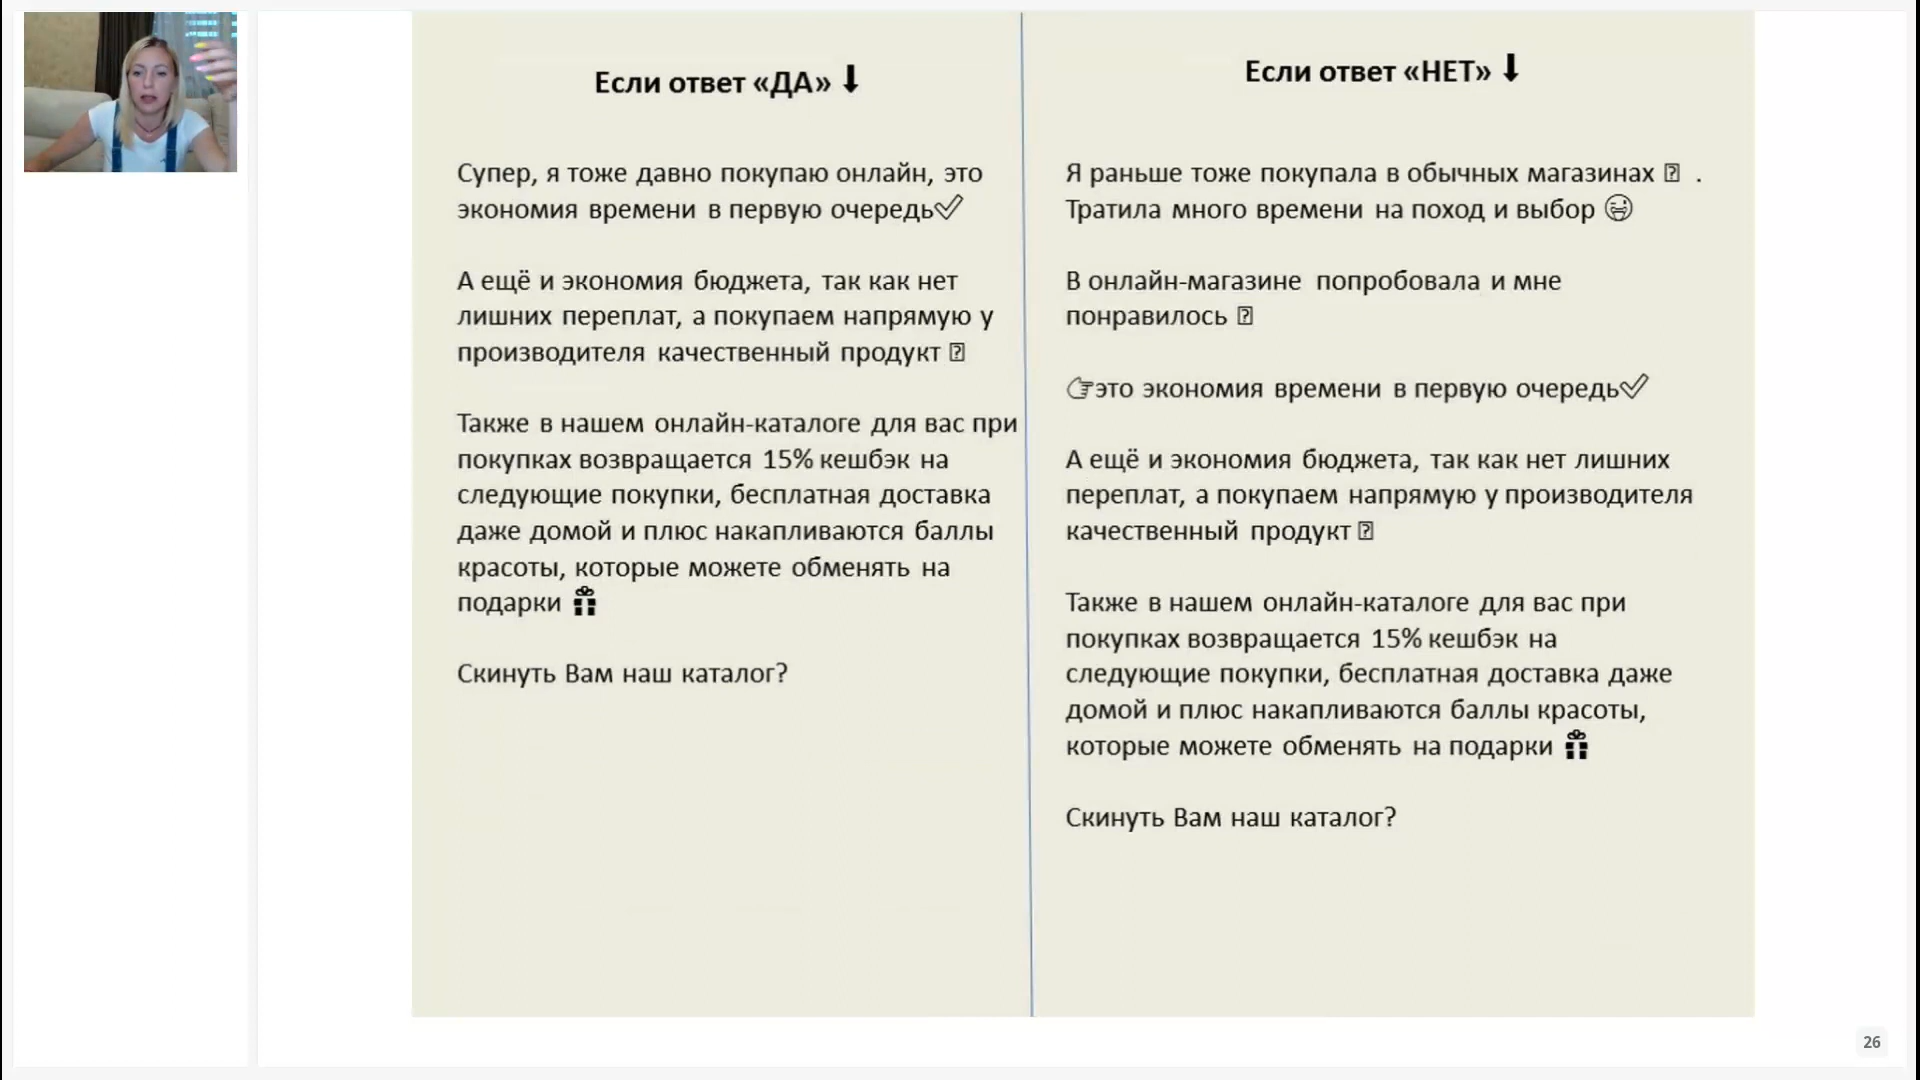 Если ответ «ДА» ⬇
Супер, я тоже давно покупаю онлайн, это
экономия времени в первую очередь✅
А ещё и экономия бюджета, так как нет
лишних переплат, а покупаем напрямую у
производителя качественный продукт
Также в нашем онлайн-каталоге для вас при
покупках возвращается 15% кешбэк на
следующие покупки, бесплатная доставка
даже домой и плюс накапливаются баллы
красоты, которые можете обменять на
подарки 🎁
Скинуть Вам наш каталог?
Если ответ «НЕТ» ⬇
Я раньше тоже покупала в обычных магазинах .
Тратила много времени на поход и выбор 😅
В онлайн-магазине попробовала и мне
понравилось
👉это экономия времени в первую очередь✅
А ещё и экономия бюджета, так как нет лишних
переплат, а покупаем напрямую у производителя
качественный продукт
Также в нашем онлайн-каталоге для вас при
покупках возвращается 15% кешбэк на
следующие покупки, бесплатная доставка даже
домой и плюс накапливаются баллы красоты,
которые можете обменять на подарки 🎁
Скинуть Вам наш каталог?
26